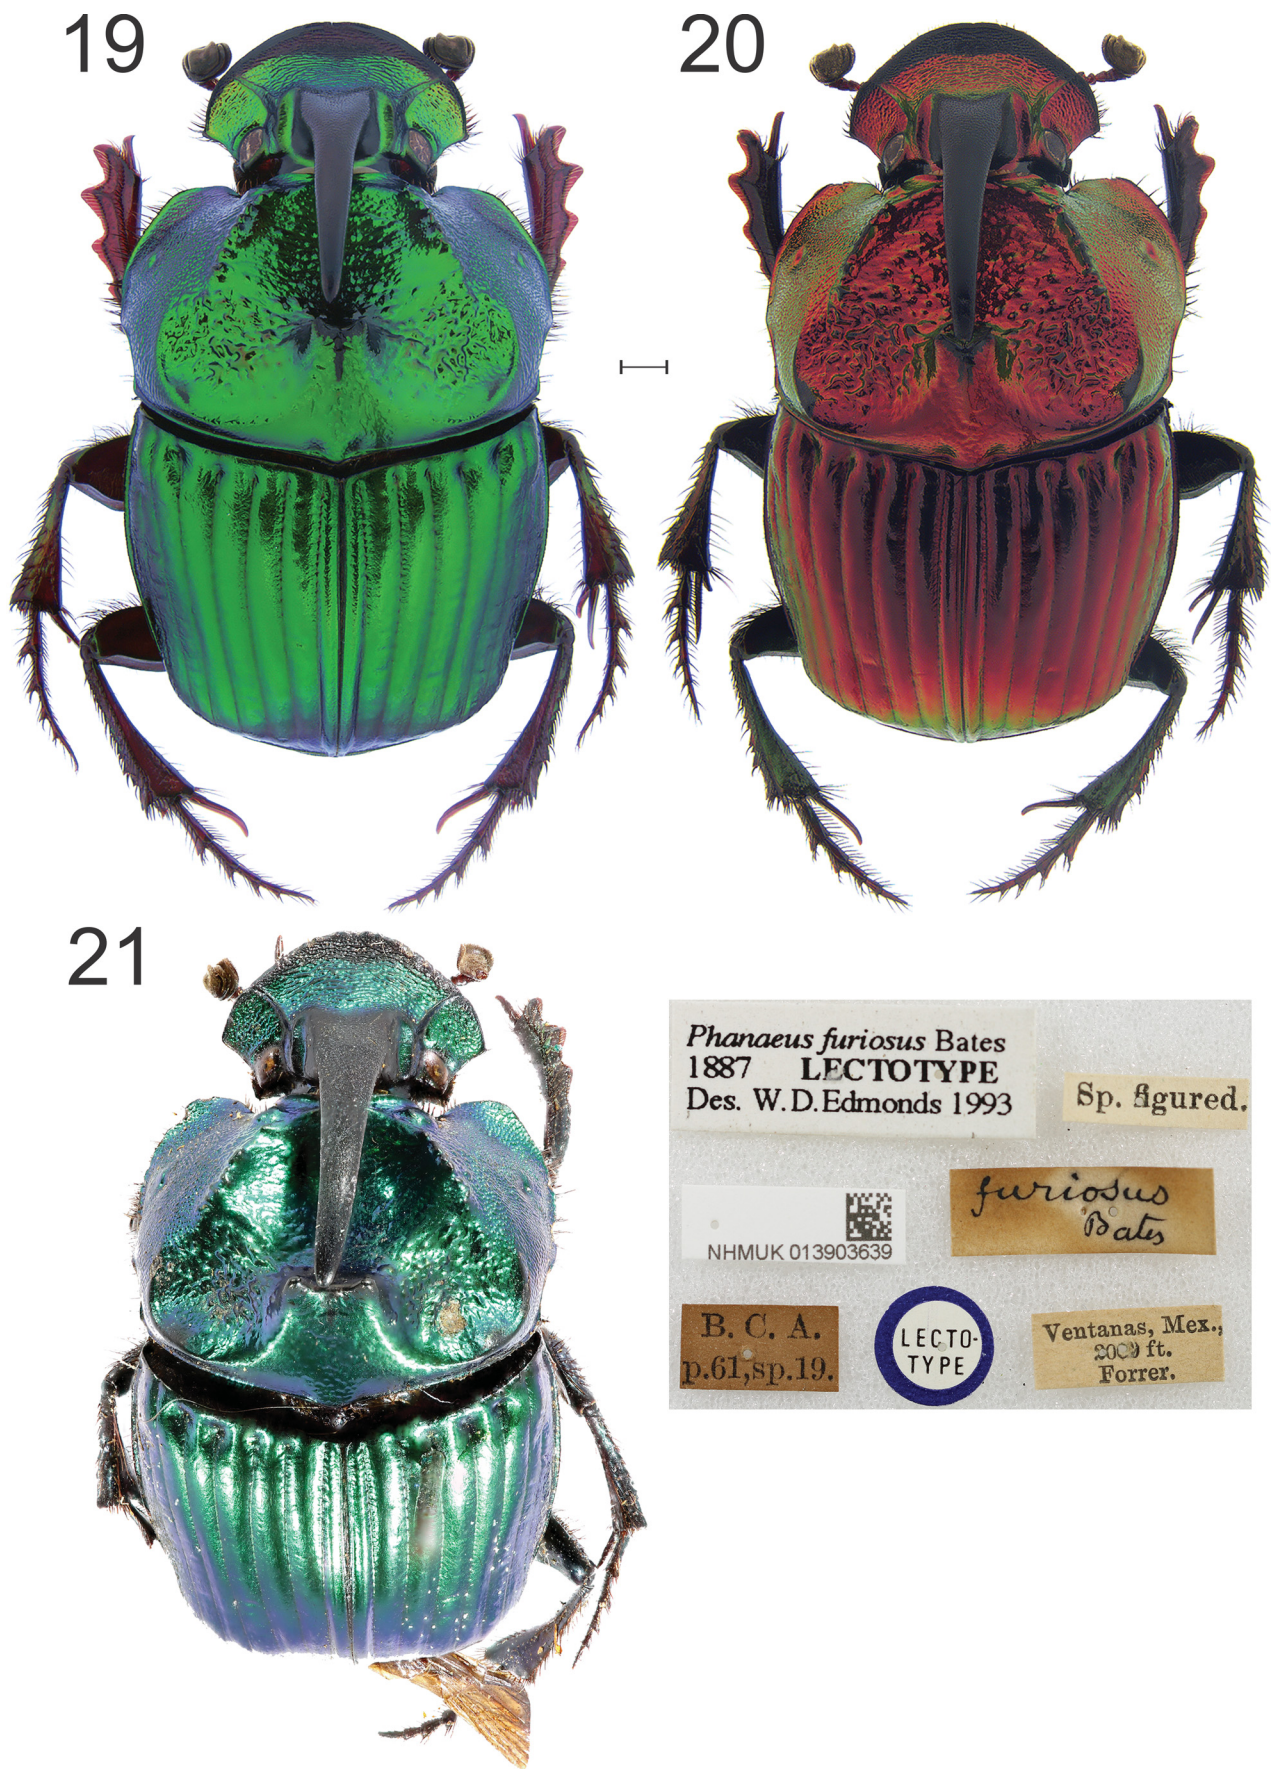 19
20
21
Phanaeus furiosus Bates
1887 LECTOTYPE
Des. W. D. Edmonds 1993
Sp. figured.
NHMUK 013903639
furiosus
Bates
B. C. A.
p.61,sp.19.
LECTO-
TYPE
Ventanas, Mex.,
2000 ft.
Forrer.